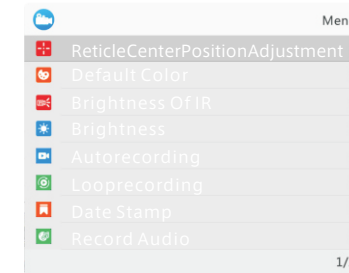 Men
ReticleCenterPositionAdjustment
Default Color
Brightness Of IR
Brightness
Autorecording
Looprecording
Date Stamp
Record Audio
1/